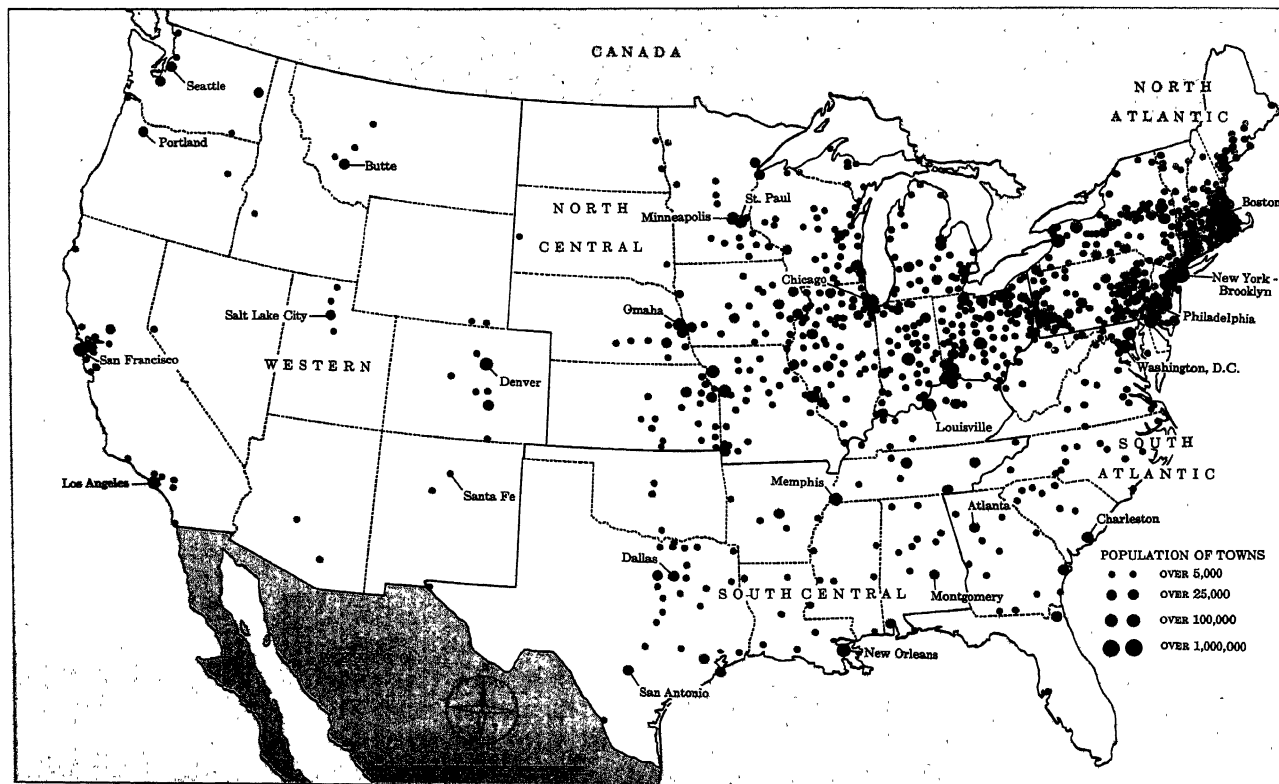 CANADA
NORTH
ATLANTIC
Seattle
Portland
Butte
St. Paul
NORTH
Minneapolis
CENTRAL
Boston
Chicago
New York -
Brooklyn
Omaha
Salt Lake City
Philadelphia
San Francisco
WESTERN
Denver
Washington, D.C.
Louisville
SOUTH
ATLANTIC
Los Angeles
Santa Fe
Memphis
Atlanta
Charleston
Dallas
POPULATION OF TOWNS
OVER 5,000
SOUTH CENTRAL
Montgomery
OVER 25,000
OVER 100,000
OVER 1,000,000
New Orleans
San Antonio